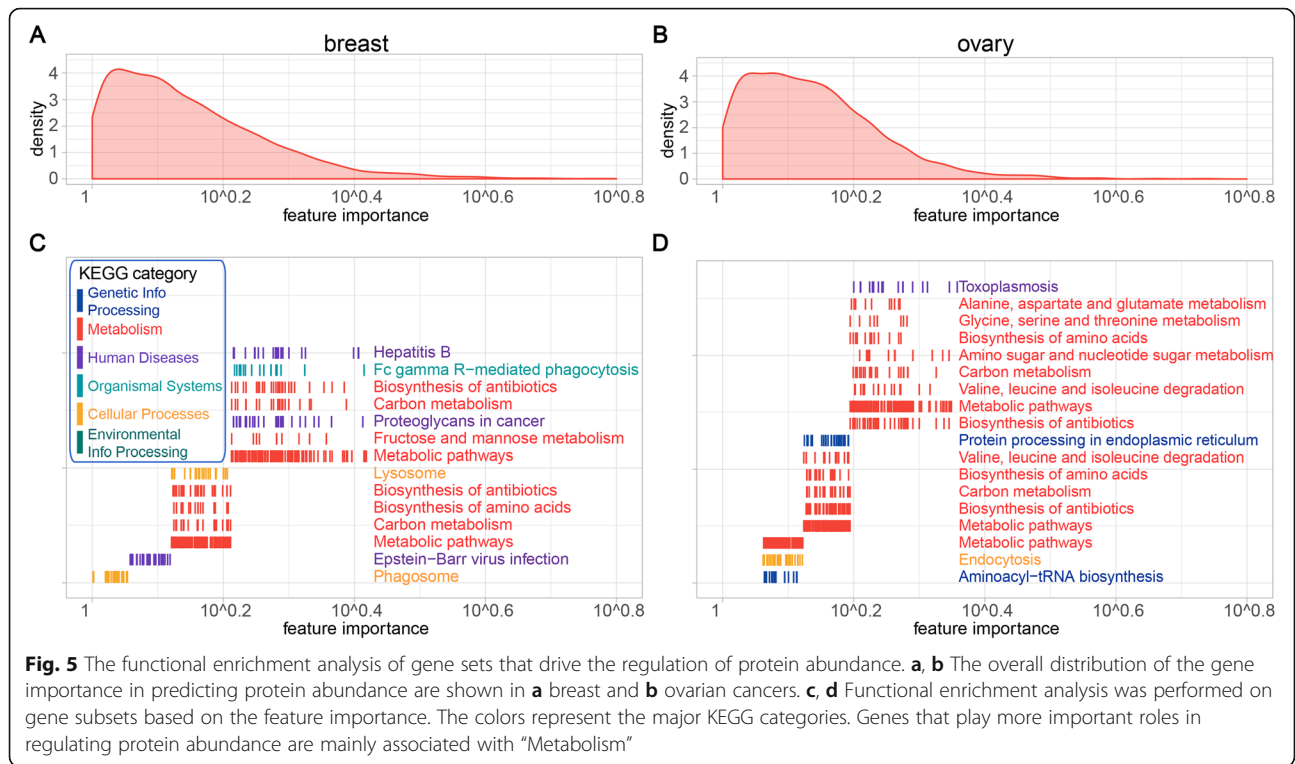 A
breast
density
4
3
2
1
0
1
10^0.2
10^0.4
10^0.6
10^0.8
feature importance
B
ovary
density
4
3
2
1
0
1
10^0.2
10^0.4
10^0.6
10^0.8
feature importance
C
KEGG category
Genetic Info
Processing
Metabolism
Human Diseases
Organismal Systems
Cellular Processes
Environmental
Info Processing
Hepatitis B
Fc gamma R−mediated phagocytosis
Biosynthesis of antibiotics
Carbon metabolism
Proteoglycans in cancer
Fructose and mannose metabolism
Metabolic pathways
Lysosome
Biosynthesis of antibiotics
Biosynthesis of amino acids
Carbon metabolism
Metabolic pathways
Epstein−Barr virus infection
Phagosome
1
10^0.2
10^0.4
10^0.6
10^0.8
feature importance
D
Toxoplasmosis
Alanine, aspartate and glutamate metabolism
Glycine, serine and threonine metabolism
Biosynthesis of amino acids
Amino sugar and nucleotide sugar metabolism
Carbon metabolism
Valine, leucine and isoleucine degradation
Metabolic pathways
Biosynthesis of antibiotics
Protein processing in endoplasmic reticulum
Valine, leucine and isoleucine degradation
Biosynthesis of amino acids
Carbon metabolism
Biosynthesis of antibiotics
Metabolic pathways
Metabolic pathways
Endocytosis
Aminoacyl−tRNA biosynthesis
1
10^0.2
10^0.4
10^0.6
10^0.8
feature importance
Fig. 5 The functional enrichment analysis of gene sets that drive the regulation of protein abundance. a, b The overall distribution of the gene
importance in predicting protein abundance are shown in a breast and b ovarian cancers. c, d Functional enrichment analysis was performed on
gene subsets based on the feature importance. The colors represent the major KEGG categories. Genes that play more important roles in
regulating protein abundance are mainly associated with “Metabolism”